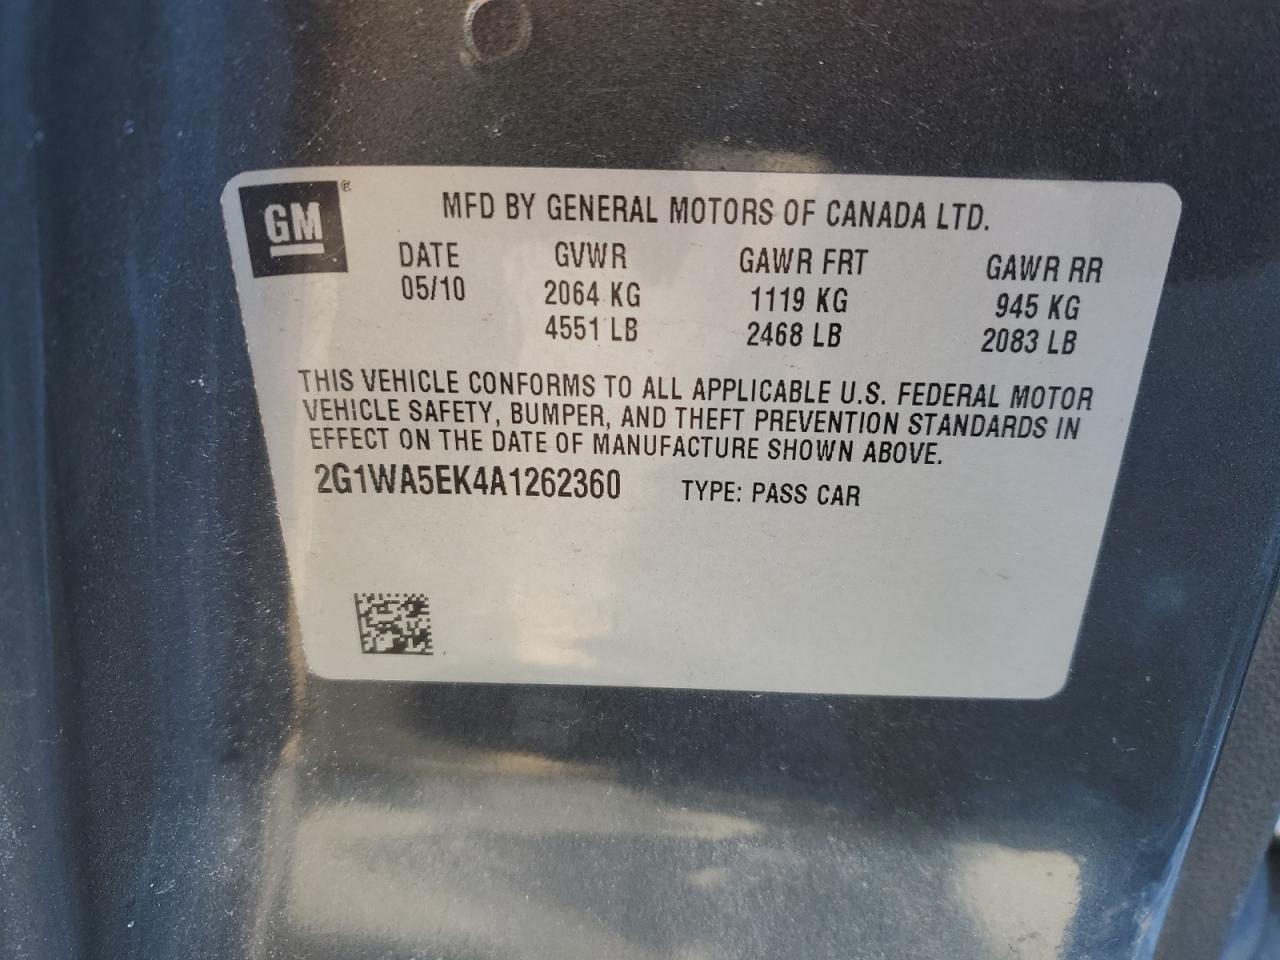 GM ®
MFD BY GENERAL MOTORS OF CANADA LTD.
DATE GVWR GAWR FRT GAWR RR
05/10 2064 KG 1119 KG 945 KG
4551 LB 2468 LB 2083 LB
THIS VEHICLE CONFORMS TO ALL APPLICABLE U.S. FEDERAL MOTOR
VEHICLE SAFETY, BUMPER, AND THEFT PREVENTION STANDARDS IN
EFFECT ON THE DATE OF MANUFACTURE SHOWN ABOVE.
2G1WA5EK4A1262360 TYPE: PASS CAR